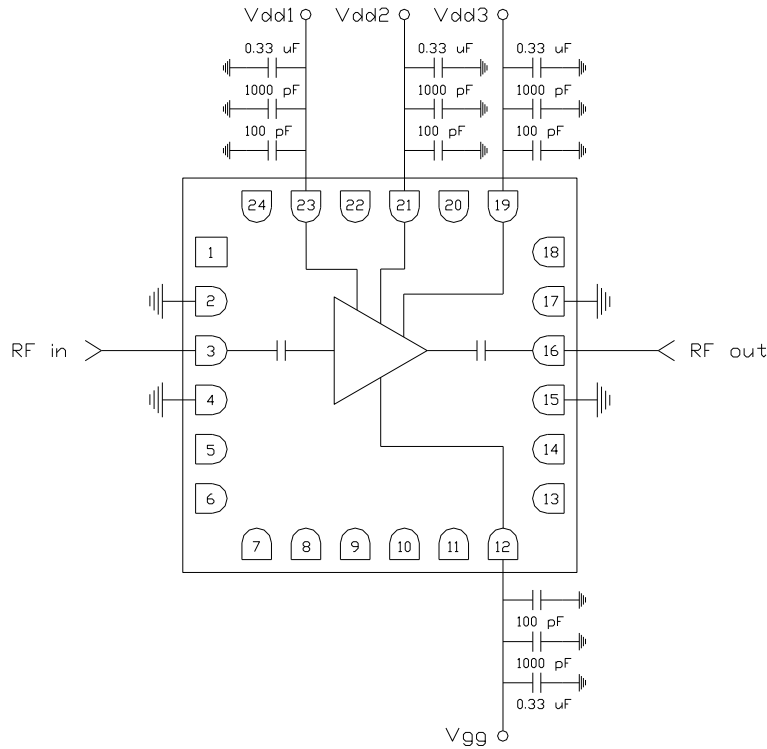 Vdd1 Vdd2 Vdd3
0.33 uF 0.33 uF 0.33 uF
1000 pF 1000 pF 1000 pF
100 pF 100 pF 100 pF
24 23 22 21 20 19
1 18
2 17
RF in 3 16 RF out
4 15
5 14
6 13
7 8 9 10 11 12
100 pF
1000 pF
0.33 uF
Vgg